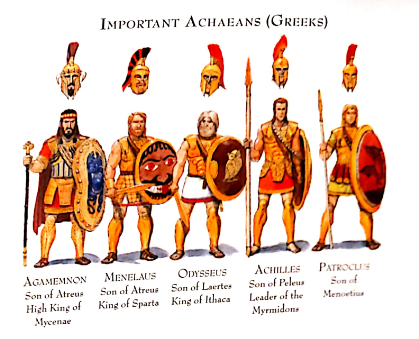 IMPORTANT ACHAEANS (GREEKS)
AGAMEMNON
Son of Atreus
High King of
Mycenae
MENELAUS
Son of Atreus
King of Sparta
ODYSSEUS
Son of Laertes
King of Ithaca
ACHILLES
Son of Peleus
Leader of the
Myrmidons
PATROCLUS
Son of
Menoetius